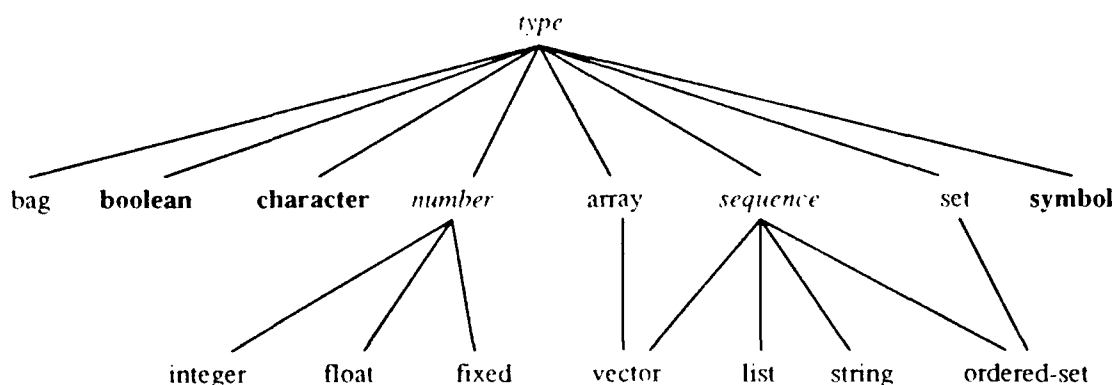 type
bag boolean character number array sequence set symbol
integer float fixed vector list string ordered-set